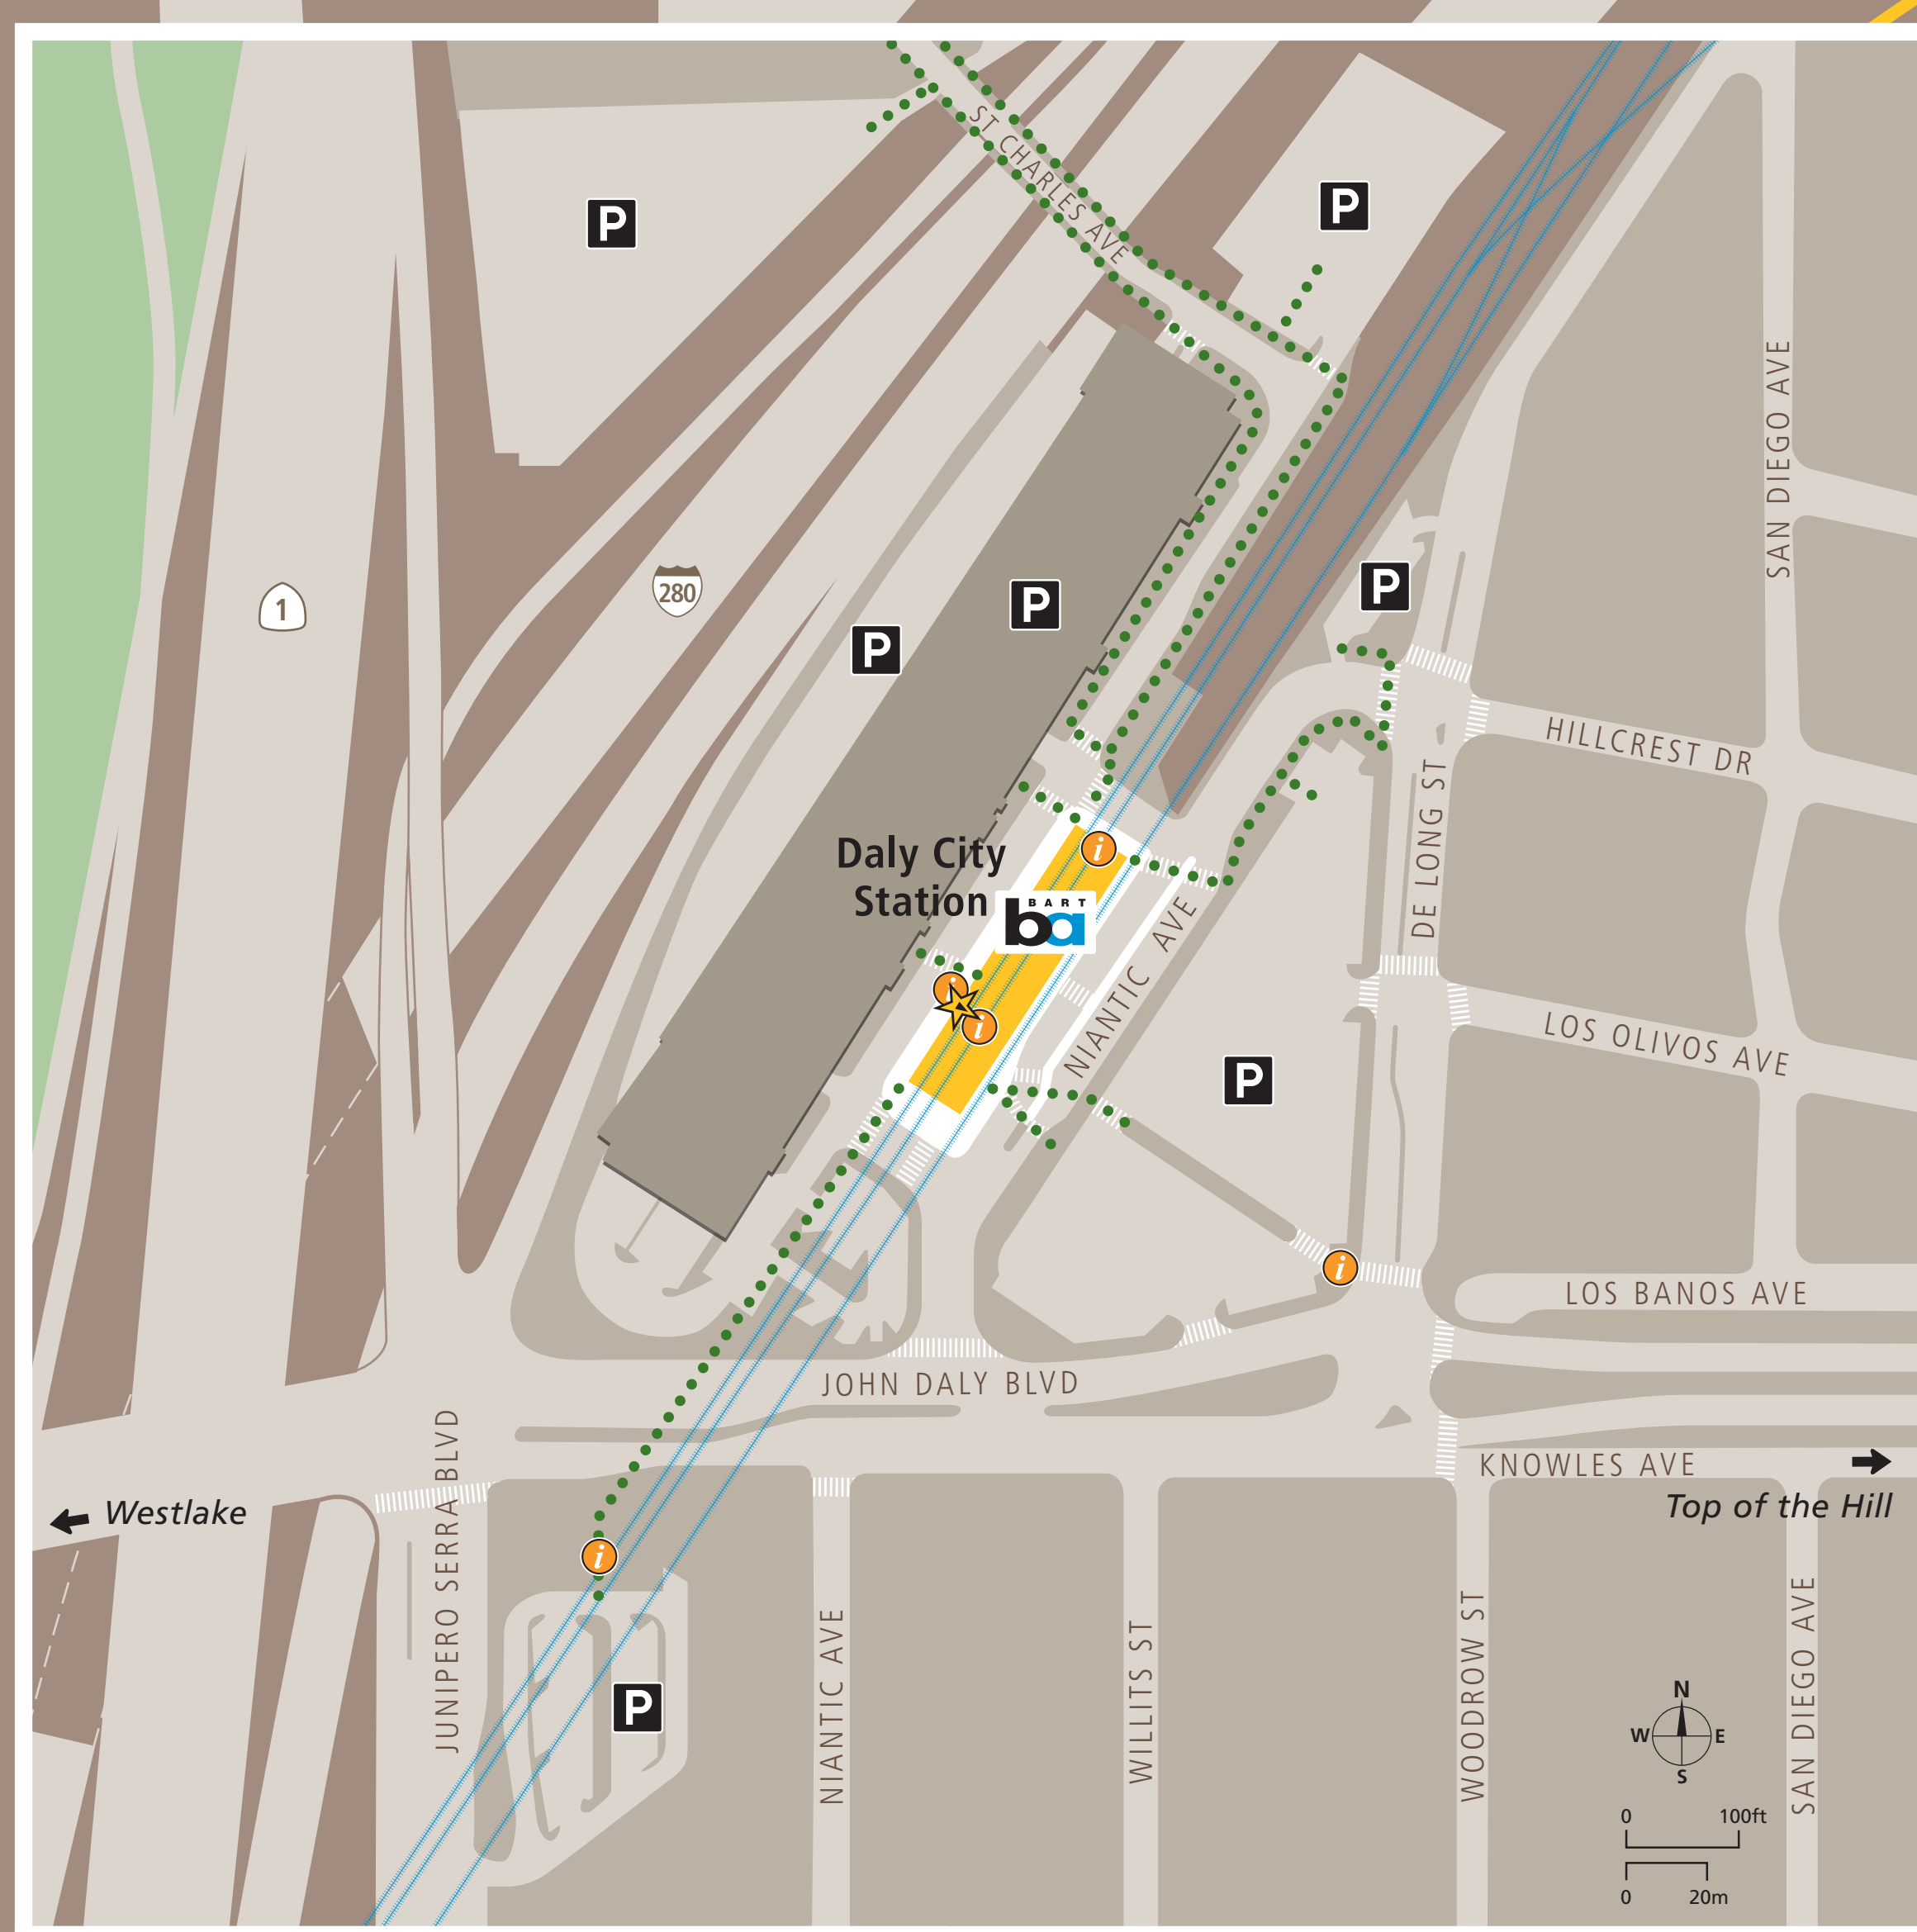 ST CHARLES AVE
P
P
SAN DIEGO AVE
280
1
P
P
P
HILLCREST DR
DE LONG ST
Daly City
Station
i
BART
ba
NIANTIC AVE
i
i
LOS OLIVOS AVE
P
i
LOS BANOS AVE
JOHN DALY BLVD
KNOWLES AVE
Westlake
Top of the Hill
JUNIPERO SERRA BLVD
i
P
NIANTIC AVE
WILLITS ST
WOODROW ST
SAN DIEGO AVE
N
W E
S
0 100ft
0 20m